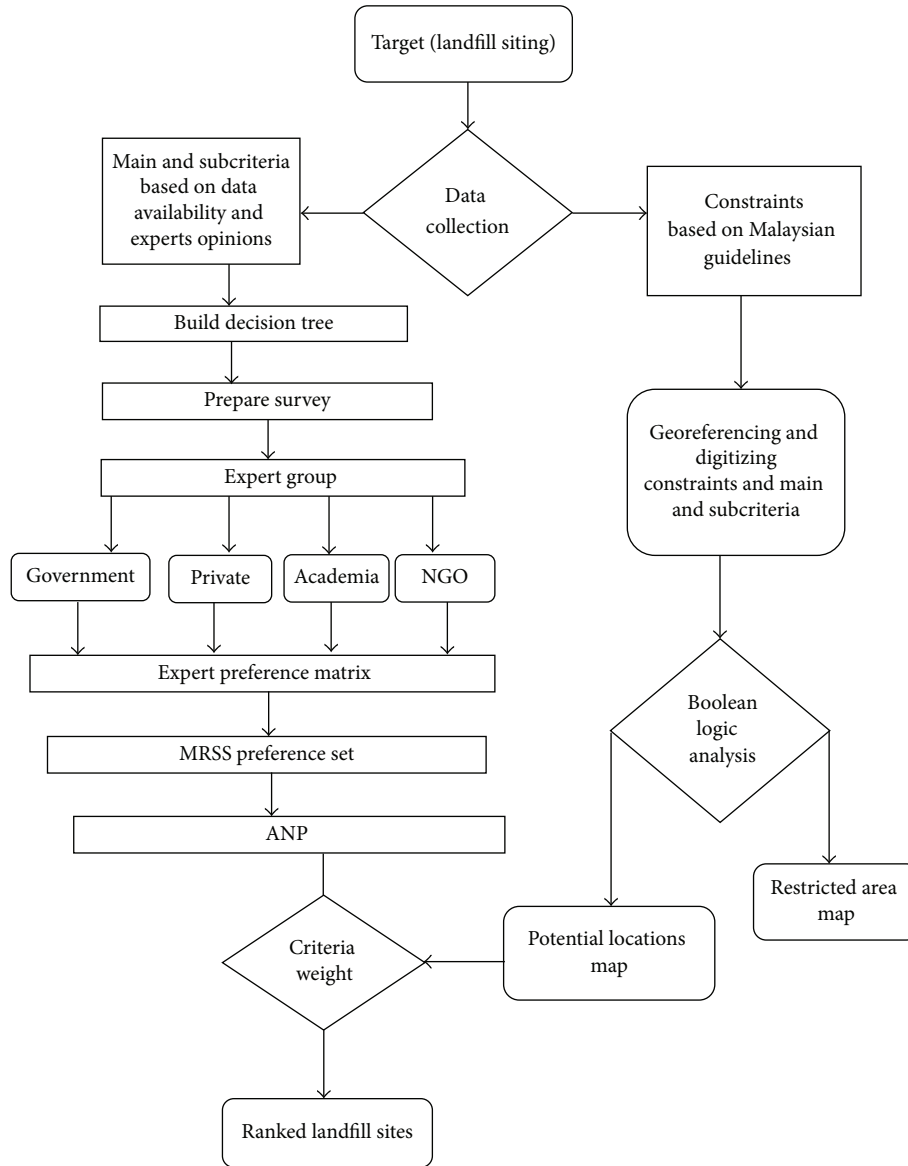 Target (landfill siting)
Main and subcriteria
based on data
availability and
experts opinions
Data
collection
Constraints
based on Malaysian
guidelines
Build decision tree
Prepare survey
Expert group
Government
Private
Academia
NGO
Expert preference matrix
MRSS preference set
ANP
Georeferencing and
digitizing
constraints and main
and subcriteria
Boolean
logic
analysis
Restricted area
map
Potential locations
map
Criteria
weight
Ranked landfill sites